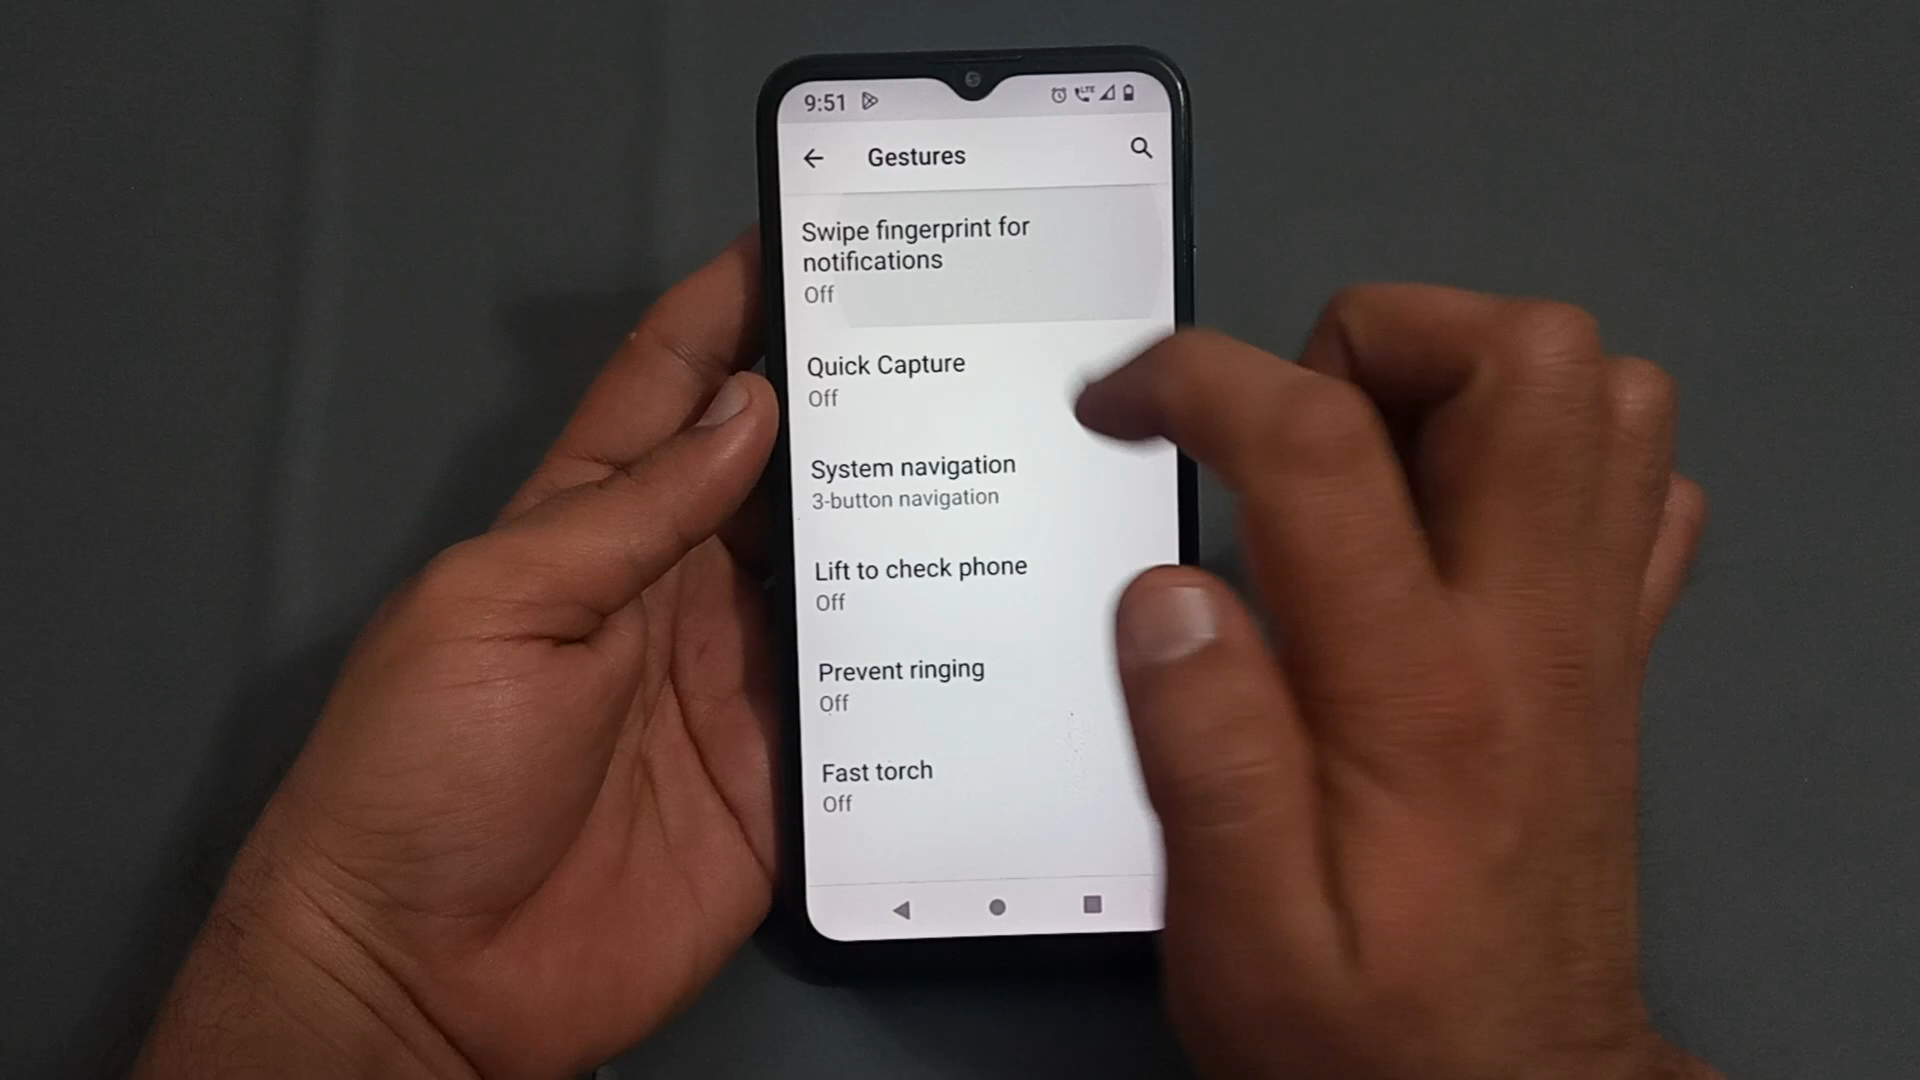 9:51
LTE
Gestures
Swipe fingerprint for
notifications
Off
Quick Capture
Off
System navigation
3-button navigation
Lift to check phone
Off
Prevent ringing
Off
Fast torch
Off